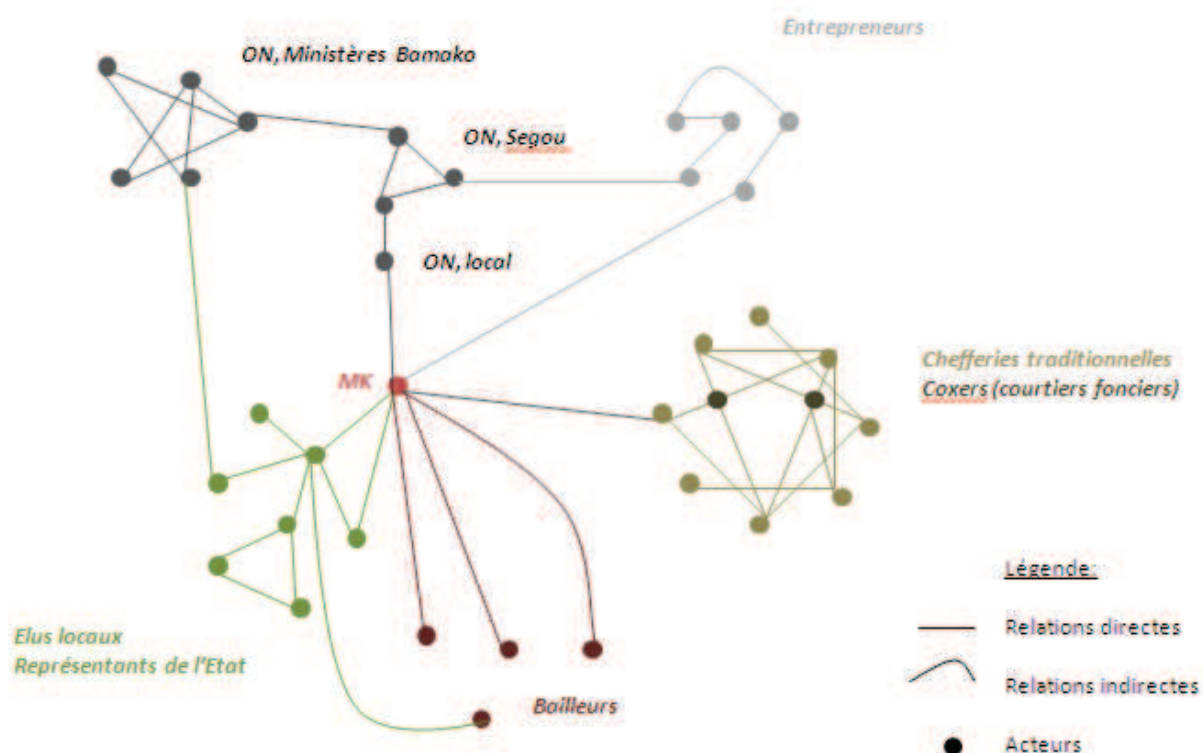 Entrepreneurs
ON, Ministères Bamako
ON, Segou
ON, local
MK
Chefferies traditionnelles
Coxers (courtiers fonciers)
Elus locaux
Représentants de l'Etat
Bailleurs
Légende:
Relations directes
Relations indirectes
Acteurs